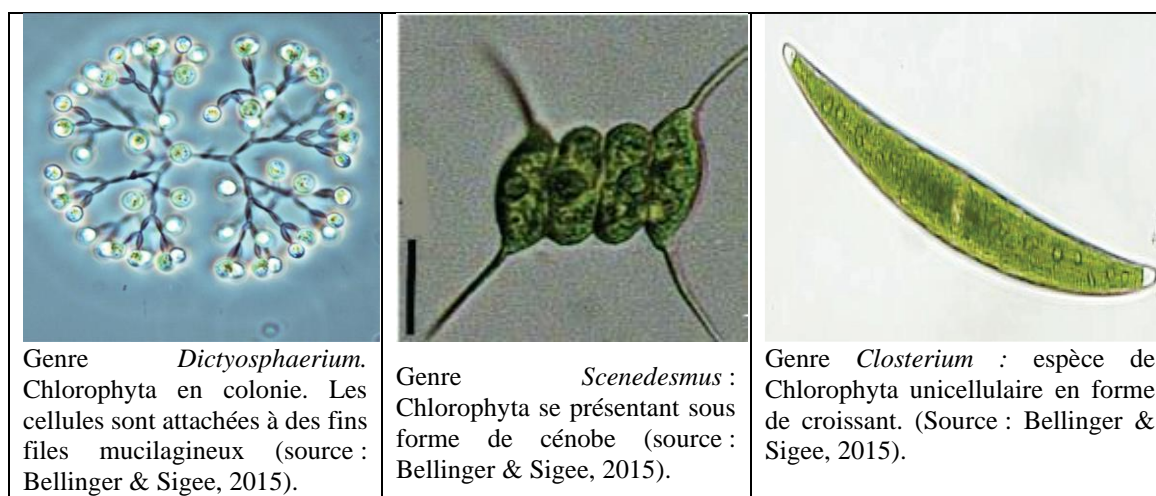 Genre Dictyosphaerium.
Chlorophyta en colonie. Les
cellules sont attachées à des fins
files mucilagineux (source :
Bellinger & Sigee, 2015).
Genre Scenedesmus :
Chlorophyta se présentant sous
forme de cénobe (source :
Bellinger & Sigee, 2015).
Genre Closterium : espèce de
Chlorophyta unicellulaire en forme
de croissant. (Source : Bellinger &
Sigee, 2015).